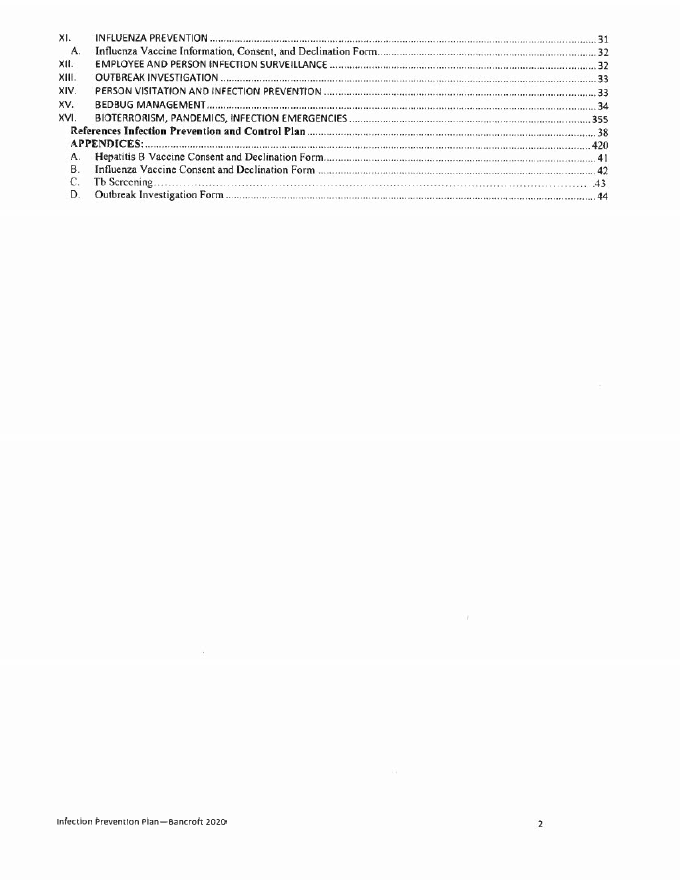 XI. INFLUENZA PREVENTION ........ 31
A. Influenza Vaccine Information, Consent, and Declination Form ........ 32
XII. EMPLOYEE AND PERSON INFECTION SURVEILLANCE ........ 32
XIII. OUTBREAK INVESTIGATION ........ 33
XIV. PERSON VISITATION AND INFECTION PREVENTION ........ 33
XV. BEDBUG MANAGEMENT ........ 34
XVI. BIOTERRORISM, PANDEMICS, INFECTION EMERGENCIES ........ 355
References Infection Prevention and Control Plan ........ 38
APPENDICES: ........ 420
A. Hepatitis B Vaccine Consent and Declination Form ........ 41
B. Influenza Vaccine Consent and Declination Form ........ 42
C. Tb Screening ........ 43
D. Outbreak Investigation Form ........ 44
Infection Prevention Plan—Bancroft 2020 2